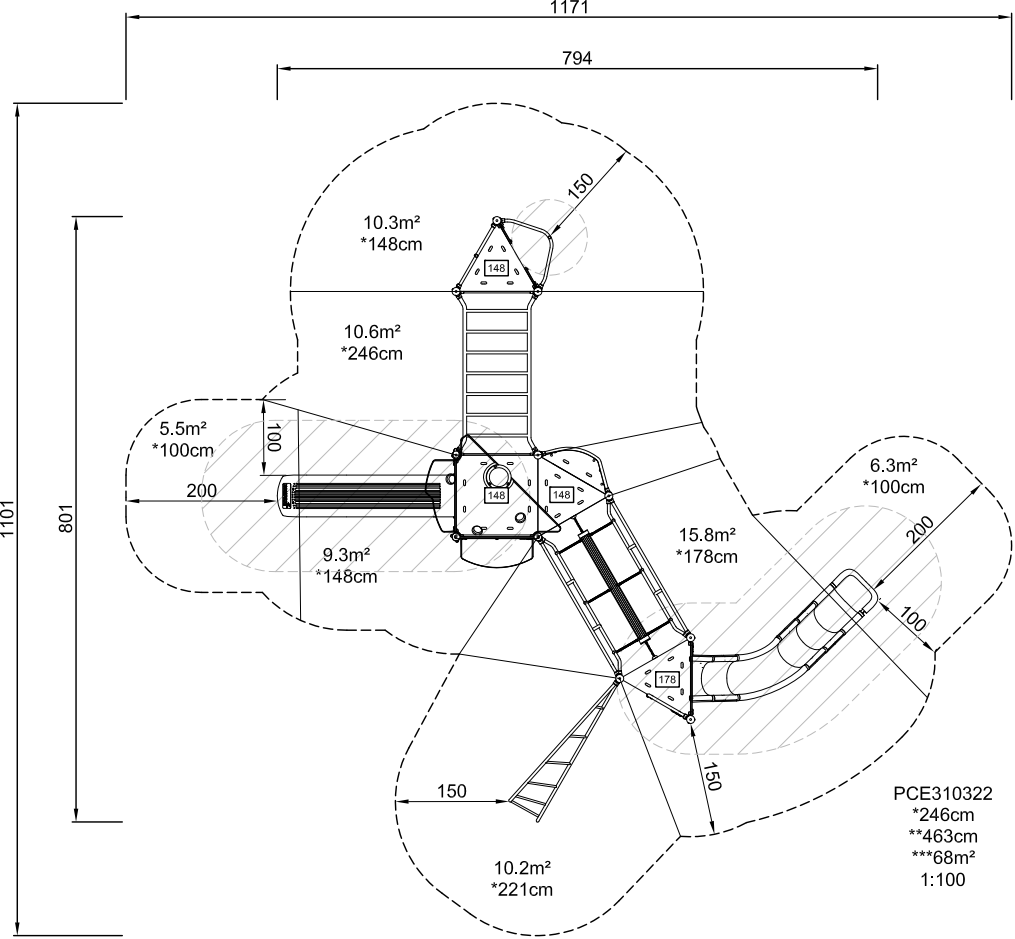 1171
794
1101
801
150
10.3m²
*148cm
148
10.6m²
*246cm
5.5m²
*100cm
100
200
148
148
9.3m²
*148cm
15.8m²
*178cm
6.3m²
*100cm
200
100
178
150
150
10.2m²
*221cm
PCE310322
*246cm
**463cm
***68m²
1:100